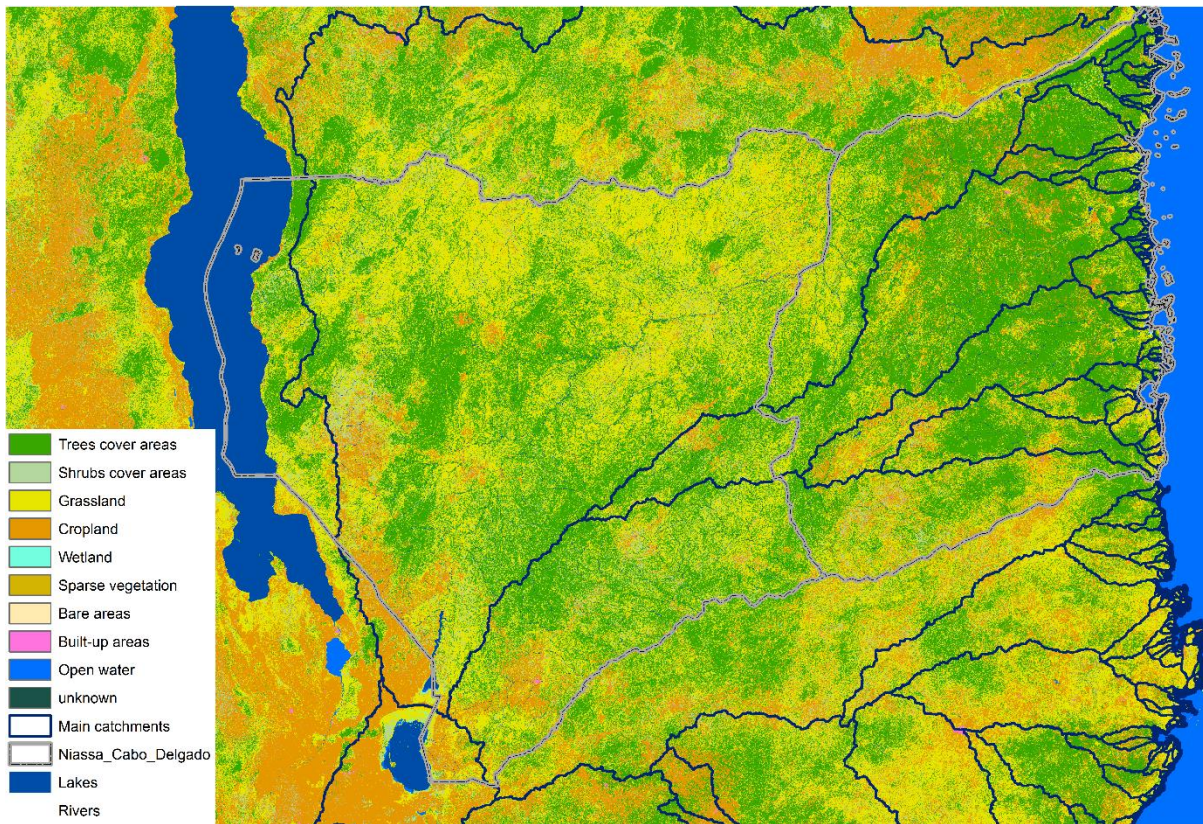 Trees cover areas
Shrubs cover areas
Grassland
Cropland
Wetland
Sparse vegetation
Bare areas
Built-up areas
Open water
unknown
Main catchments
Niassa_Cabo_Delgado
Lakes
Rivers